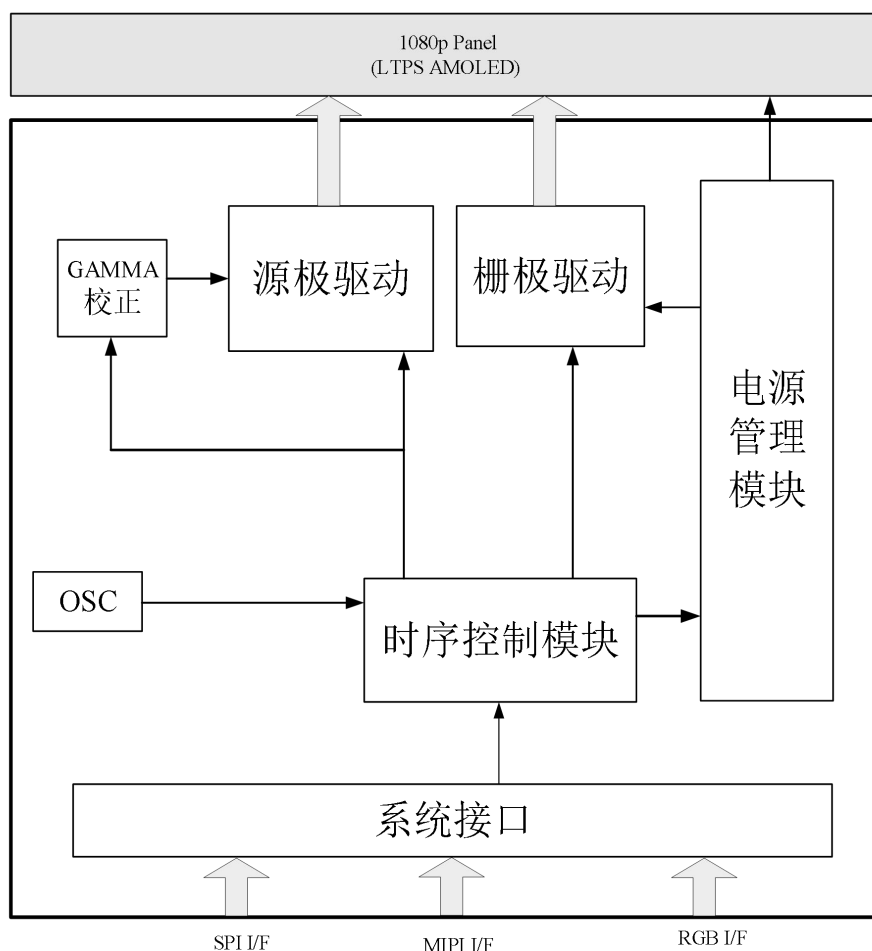 1080p Panel
(LTPS AMOLED)
源极驱动
栅极驱动
GAMMA
校正
电源
管理
模块
OSC
时序控制模块
系统接口
SPI I/F
MIPI I/F
RGB I/F